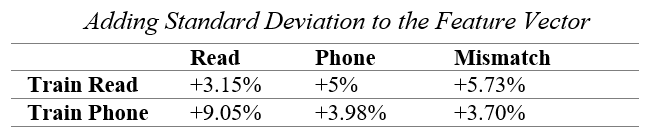 Adding Standard Deviation to the Feature Vector
Read Phone Mismatch
Train Read +3.15% +5% +5.73%
Train Phone +9.05% +3.98% +3.70%